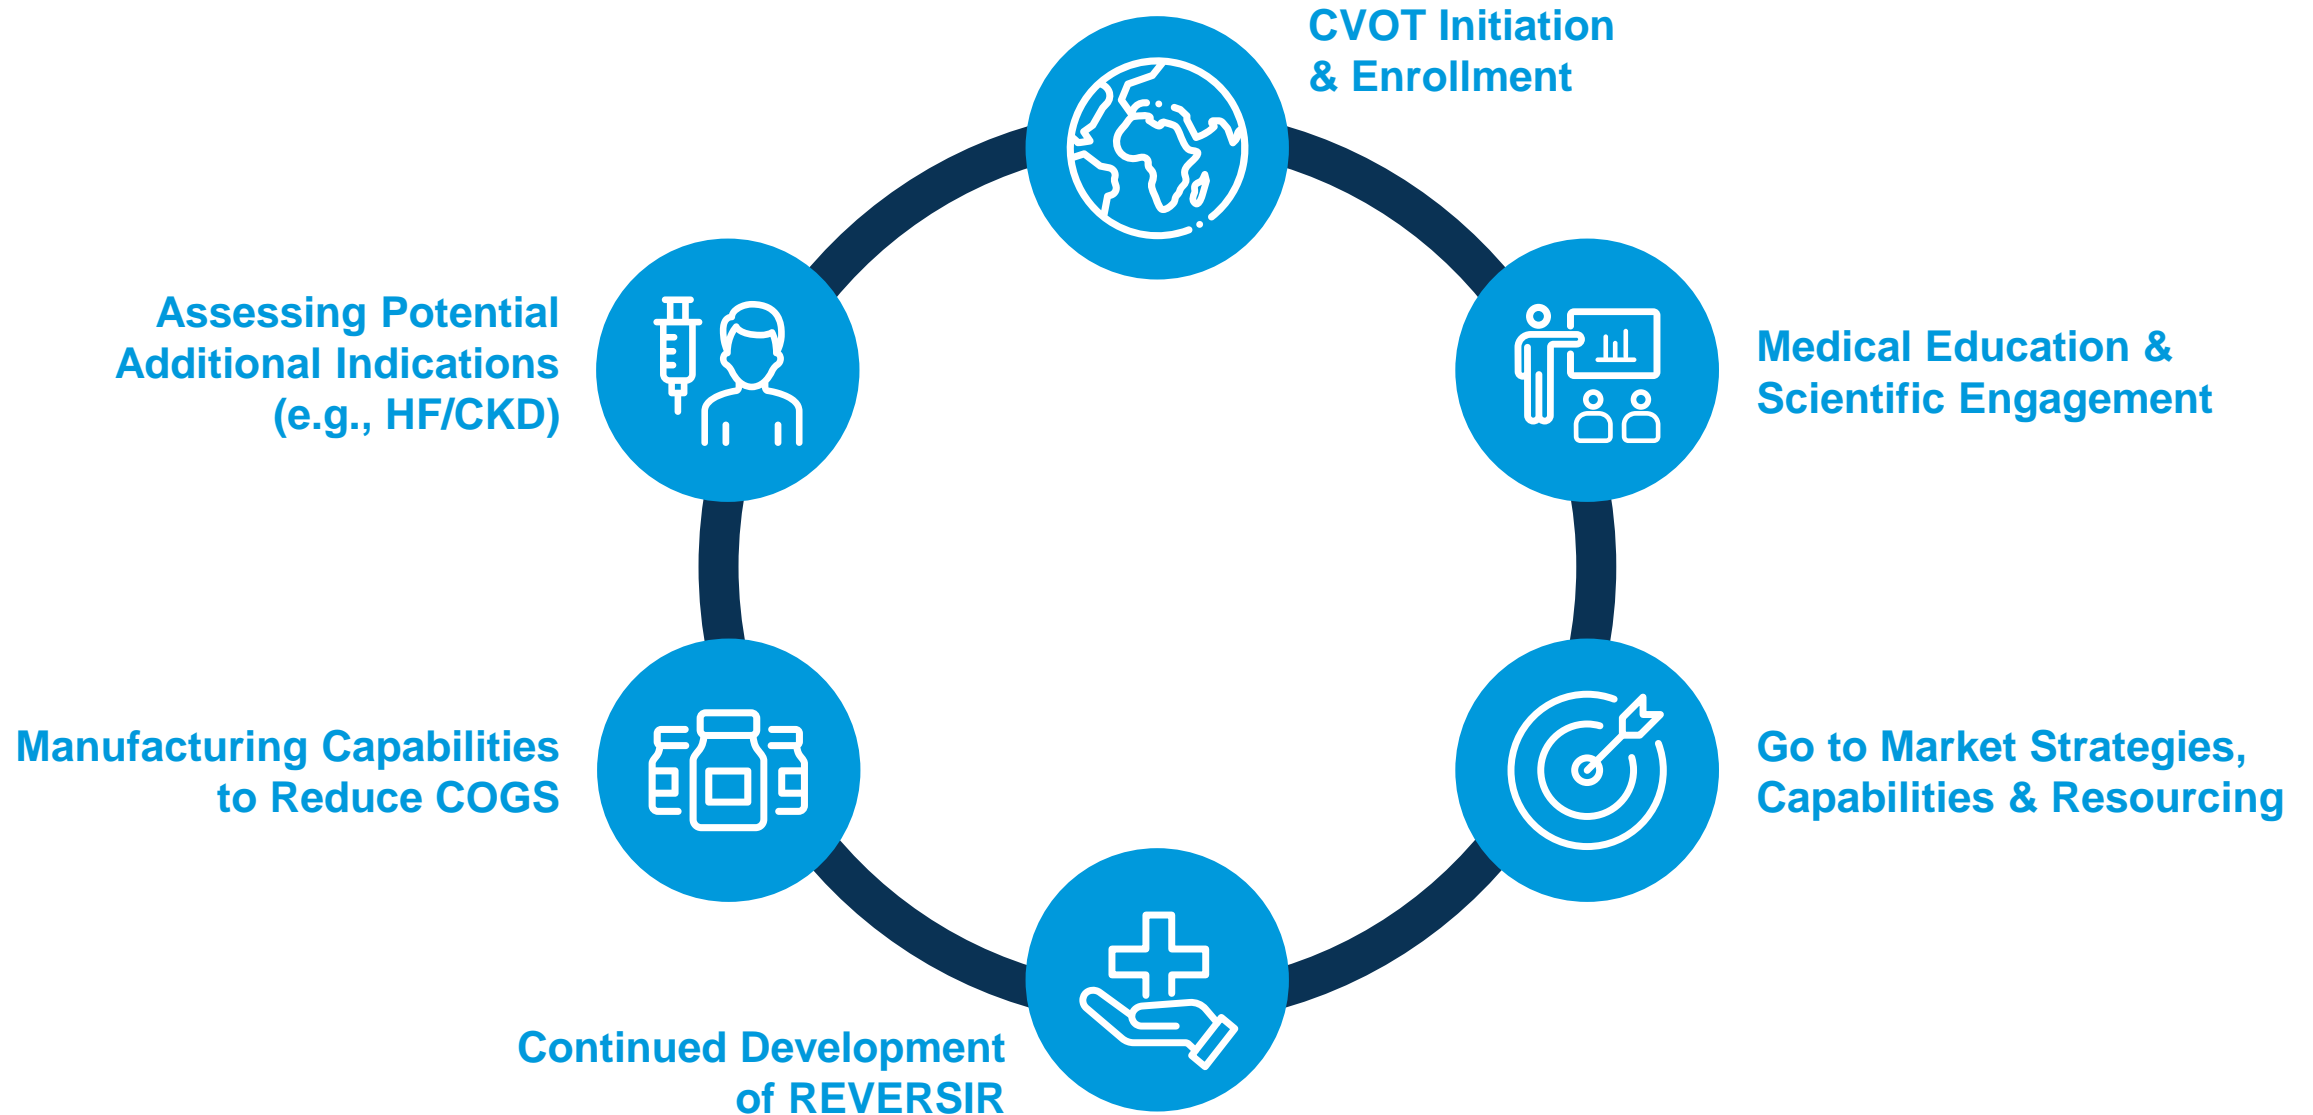 CVOT Initiation
& Enrollment
Medical Education &
Scientific Engagement
Go to Market Strategies,
Capabilities & Resourcing
Continued Development
of REVERSIR
Manufacturing Capabilities
to Reduce COGS
Assessing Potential
Additional Indications
(e.g., HF/CKD)